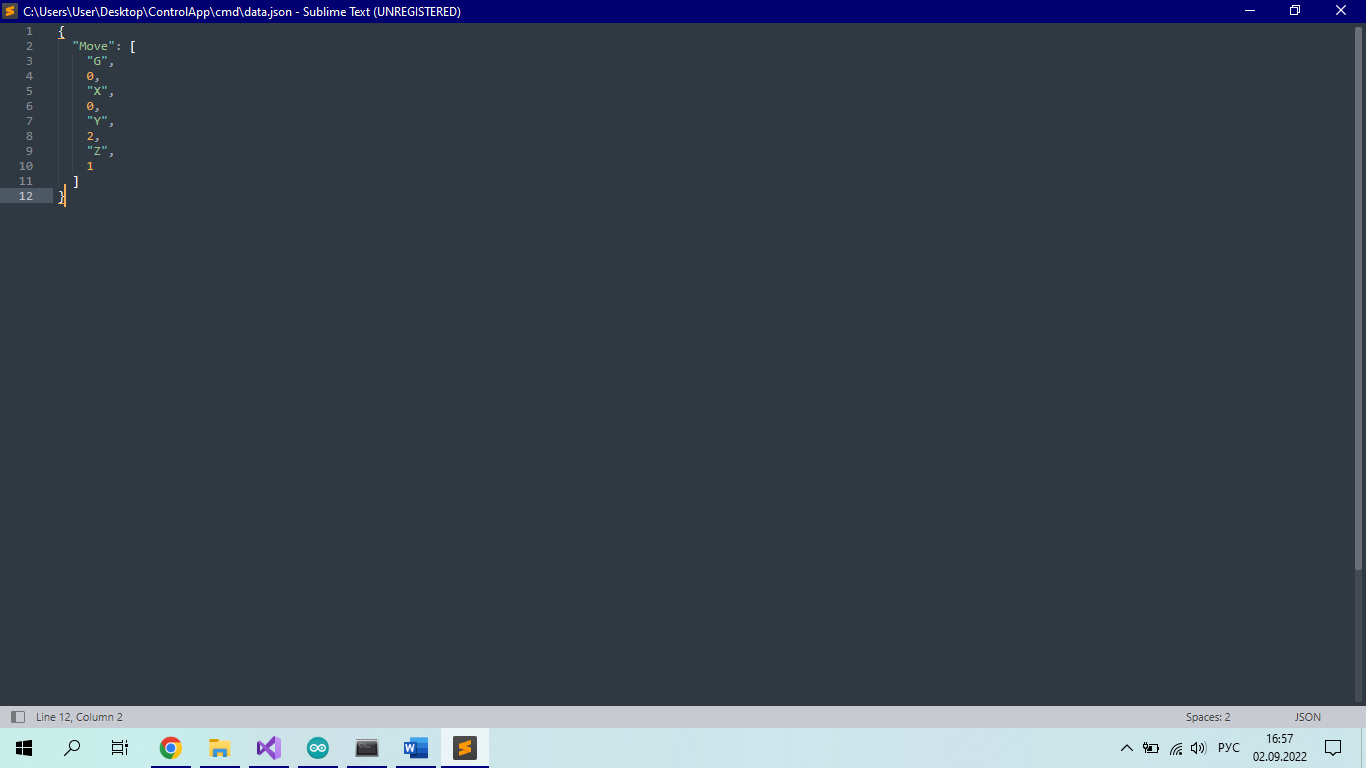 C:\Users\User\Desktop\ControlApp\cmd\data.json - Sublime Text (UNREGISTERED)
1 {
2 "Move": [
3 "G",
4 0,
5 "X",
6 0,
7 "Y",
8 2,
9 "Z",
10 1
11 ]
12 }
Line 12, Column 2 Spaces: 2 JSON
РУС 16:57
02.09.2022